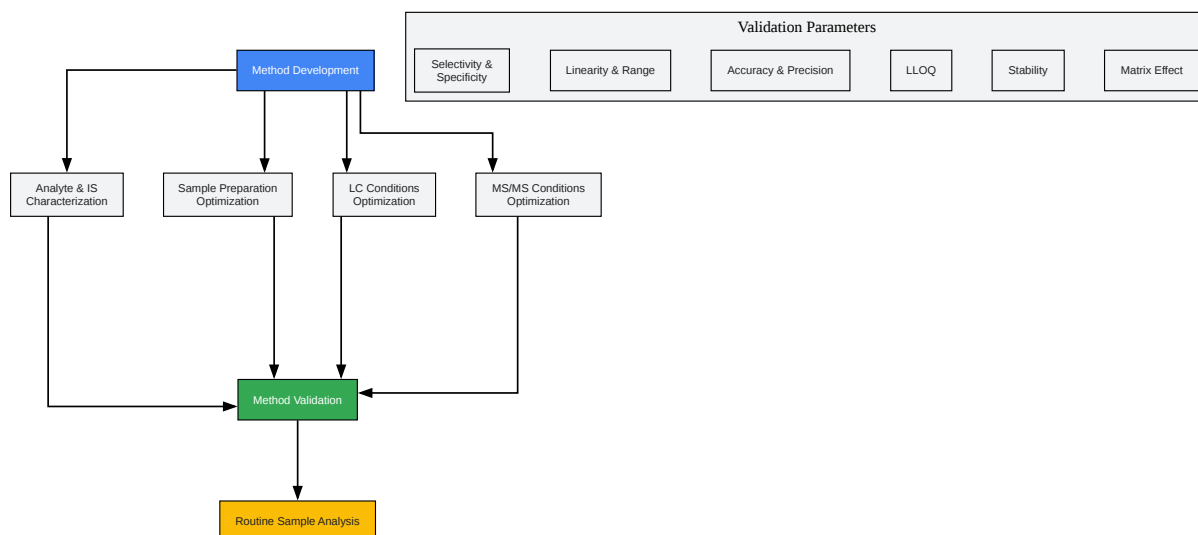 Validation Parameters
Selectivity &
Specificity
Linearity & Range
Accuracy & Precision
LLOQ
Stability
Matrix Effect
Method Development
Analyte & IS
Characterization
Sample Preparation
Optimization
LC Conditions
Optimization
MS/MS Conditions
Optimization
Method Validation
Routine Sample Analysis